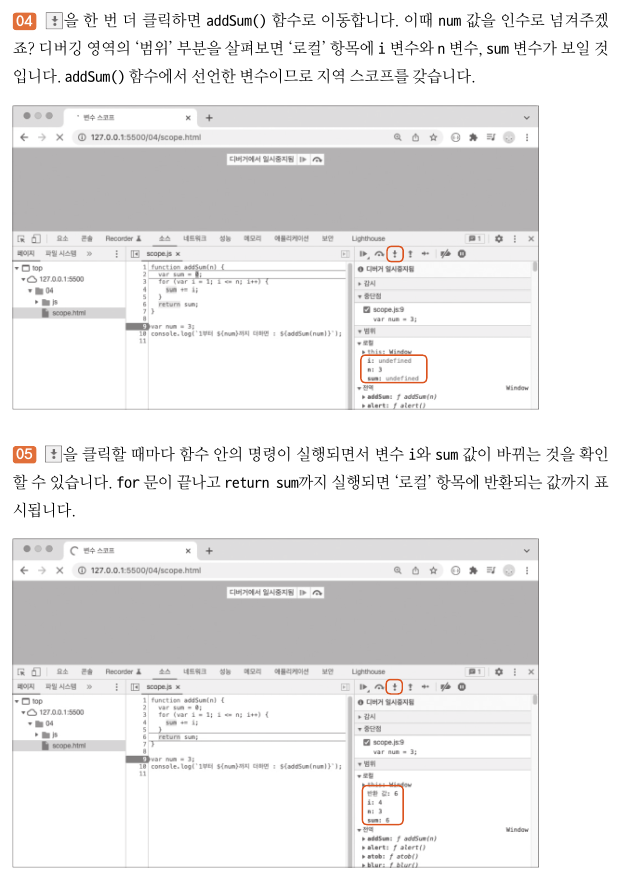 04 을 한 번 더 클릭하면 addSum() 함수로 이동합니다. 이때 num 값을 인수로 넘겨주겠
죠? 디버깅 영역의 ‘범위’ 부분을 살펴보면 ‘로컬’ 항목에 i 변수와 n 변수, sum 변수가 보일 것
입니다. addSum() 함수에서 선언한 변수이므로 지역 스코프를 갖습니다.
변수 스코프
127.0.0.1:5500/04/scope.html
디버거에서 일시중지됨
요소 콘솔 Recorder 소스 네트워크 성능 메모리 애플리케이션 보안 Lighthouse 1
페이지 파일 시스템 »
scope.js ×
top
127.0.0.1:5500
04
js
scope.html
1 function addSum(n) {
2 var sum = 0;
3 for (var i = 1; i <= n; i++) {
4 sum += i;
5 }
6 return sum;
7 }
8
9 var num = 3;
10 console.log(`1부터 ${num}까지 더하면 : ${addSum(num)}`);
11
디버거 일시중지됨
감시
중단점
scope.js:9
var num = 3;
범위
로컬
this: Window
i: undefined
n: 3
sum: undefined
전역 Window
addSum: ƒ addSum(n)
alert: ƒ alert()
05 을 클릭할 때마다 함수 안의 명령이 실행되면서 변수 i와 sum 값이 바뀌는 것을 확인
할 수 있습니다. for 문이 끝나고 return sum까지 실행되면 ‘로컬’ 항목에 반환되는 값까지 표
시됩니다.
변수 스코프
127.0.0.1:5500/04/scope.html
디버거에서 일시중지됨
요소 콘솔 Recorder 소스 네트워크 성능 메모리 애플리케이션 보안 Lighthouse 1
페이지 파일 시스템 »
scope.js ×
top
127.0.0.1:5500
04
js
scope.html
1 function addSum(n) {
2 var sum = 0;
3 for (var i = 1; i <= n; i++) {
4 sum += i;
5 }
6 return sum;
7 }
8
9 var num = 3;
10 console.log(`1부터 ${num}까지 더하면 : ${addSum(num)}`);
11
디버거 일시중지됨
감시
중단점
scope.js:9
var num = 3;
범위
로컬
this: Window
반환 값: 6
i: 4
n: 3
sum: 6
전역 Window
addSum: ƒ addSum(n)
alert: ƒ alert()
atob: ƒ atob()
blur: ƒ blur()